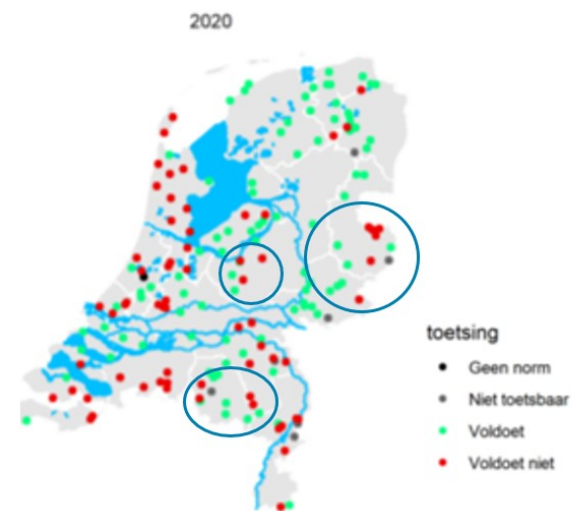 2020
toetsing
Geen norm
Niet toetsbaar
Voldoet
Voldoet niet